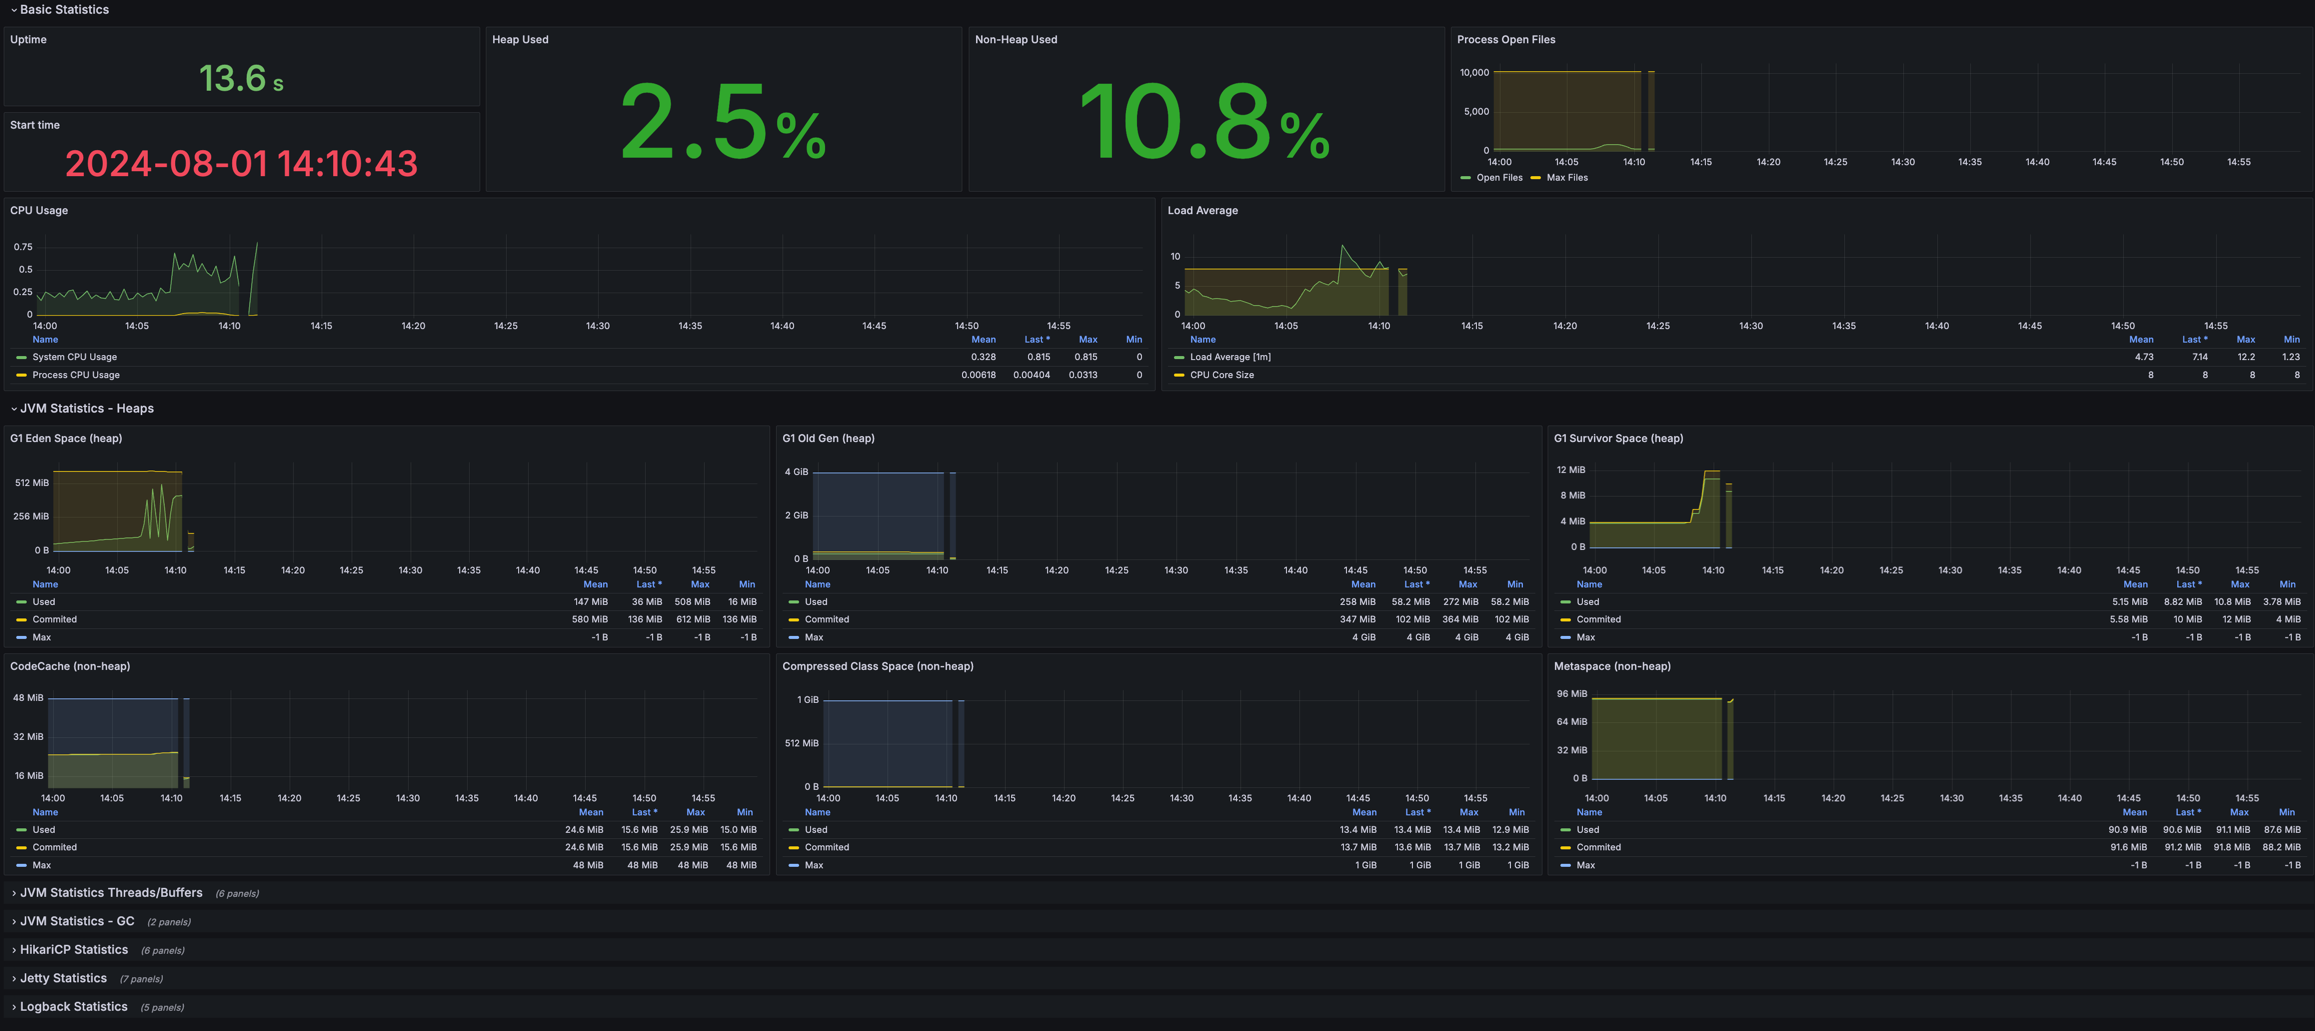 Basic Statistics
Uptime
13.6 s
Start time
2024-08-01 14:10:43
Heap Used
2.5%
Non-Heap Used
10.8%
Process Open Files
10,000
5,000
0
14:00 14:05 14:10 14:15 14:20 14:25 14:30 14:35 14:40 14:45 14:50 14:55
Open Files Max Files
CPU Usage
0.75
0.5
0.25
0
14:00 14:05 14:10 14:15 14:20 14:25 14:30 14:35 14:40 14:45 14:50 14:55
Name Mean Last * Max Min
System CPU Usage 0.328 0.815 0.815 0
Process CPU Usage 0.00618 0.00404 0.0313 0
Load Average
10
5
0
14:00 14:05 14:10 14:15 14:20 14:25 14:30 14:35 14:40 14:45 14:50 14:55
Name Mean Last * Max Min
Load Average [1m] 4.73 7.14 12.2 1.23
CPU Core Size 8 8 8 8
JVM Statistics - Heaps
G1 Eden Space (heap)
512 MiB
256 MiB
0 B
14:00 14:05 14:10 14:15 14:20 14:25 14:30 14:35 14:40 14:45 14:50 14:55
Name Mean Last * Max Min
Used 147 MiB 36 MiB 508 MiB 16 MiB
Commited 580 MiB 136 MiB 612 MiB 136 MiB
Max -1 B -1 B -1 B -1 B
G1 Old Gen (heap)
4 GiB
2 GiB
0 B
14:00 14:05 14:10 14:15 14:20 14:25 14:30 14:35 14:40 14:45 14:50 14:55
Name Mean Last * Max Min
Used 258 MiB 58.2 MiB 272 MiB 58.2 MiB
Commited 347 MiB 102 MiB 364 MiB 102 MiB
Max 4 GiB 4 GiB 4 GiB 4 GiB
G1 Survivor Space (heap)
12 MiB
8 MiB
4 MiB
0 B
14:00 14:05 14:10 14:15 14:20 14:25 14:30 14:35 14:40 14:45 14:50 14:55
Name Mean Last * Max Min
Used 5.15 MiB 8.82 MiB 10.8 MiB 3.78 MiB
Commited 5.58 MiB 10 MiB 12 MiB 4 MiB
Max -1 B -1 B -1 B -1 B
CodeCache (non-heap)
48 MiB
32 MiB
16 MiB
14:00 14:05 14:10 14:15 14:20 14:25 14:30 14:35 14:40 14:45 14:50 14:55
Name Mean Last * Max Min
Used 24.6 MiB 15.6 MiB 25.9 MiB 15.0 MiB
Commited 24.6 MiB 15.6 MiB 25.9 MiB 15.6 MiB
Max 48 MiB 48 MiB 48 MiB 48 MiB
Compressed Class Space (non-heap)
1 GiB
512 MiB
0 B
14:00 14:05 14:10 14:15 14:20 14:25 14:30 14:35 14:40 14:45 14:50 14:55
Name Mean Last * Max Min
Used 13.4 MiB 13.4 MiB 13.4 MiB 12.9 MiB
Commited 13.7 MiB 13.6 MiB 13.7 MiB 13.2 MiB
Max 1 GiB 1 GiB 1 GiB 1 GiB
Metaspace (non-heap)
96 MiB
64 MiB
32 MiB
0 B
14:00 14:05 14:10 14:15 14:20 14:25 14:30 14:35 14:40 14:45 14:50 14:55
Name Mean Last * Max Min
Used 90.9 MiB 90.6 MiB 91.1 MiB 87.6 MiB
Commited 91.6 MiB 91.2 MiB 91.8 MiB 88.2 MiB
Max -1 B -1 B -1 B -1 B
JVM Statistics Threads/Buffers (6 panels)
JVM Statistics - GC (2 panels)
HikariCP Statistics (6 panels)
Jetty Statistics (7 panels)
Logback Statistics (5 panels)